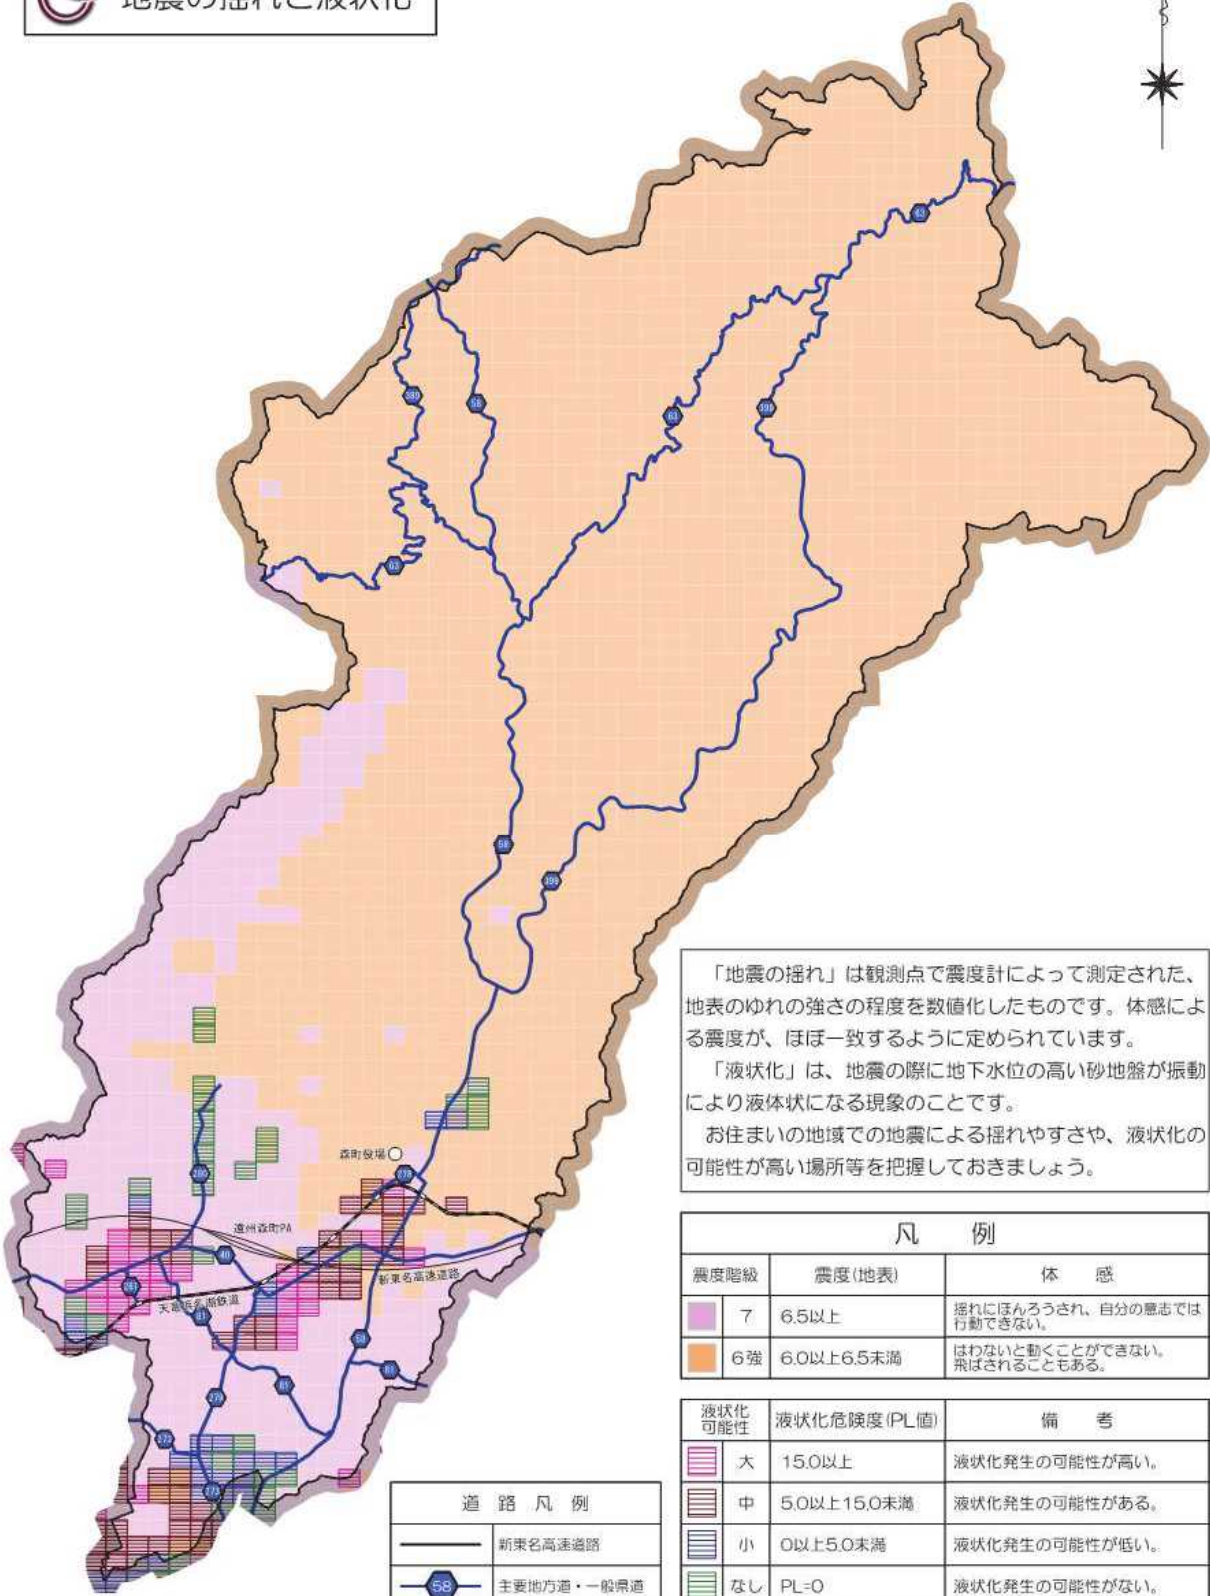 地震の揺れと液状化
63
389
58
63
399
63
58
399
「地震の揺れ」は観測点で震度計によって測定された、
地表のゆれの強さの程度を数値化したものです。体感によ
る震度が、ほぼ一致するように定められています。
「液状化」は、地震の際に地下水位の高い砂地盤が振動
により液体状になる現象のことです。
お住まいの地域での地震による揺れやすさや、液状化の
可能性が高い場所等を把握しておきましょう。
森町役場
280
239
遠州森町PA
40
新東名高速道路
281
天竜浜名湖鉄道
81
58
81
279
61
275
凡 例
震度階級 震度(地表) 体 感
7 6.5以上 揺れにほんろうされ、自分の意志では
行動できない。
6強 6.0以上6.5未満 はわないと動くことができない。
飛ばされることもある。
液状化
可能性 液状化危険度(PL値) 備 考
大 15.0以上 液状化発生の可能性が高い。
中 5.0以上15.0未満 液状化発生の可能性がある。
小 0以上5.0未満 液状化発生の可能性が低い。
なし PL=0 液状化発生の可能性がない。
道 路 凡 例
新東名高速道路
58 主要地方道・一般県道